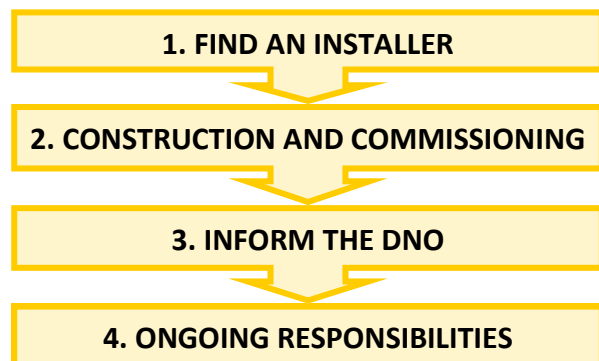 1. FIND AN INSTALLER
2. CONSTRUCTION AND COMMISSIONING
3. INFORM THE DNO
4. ONGOING RESPONSIBILITIES